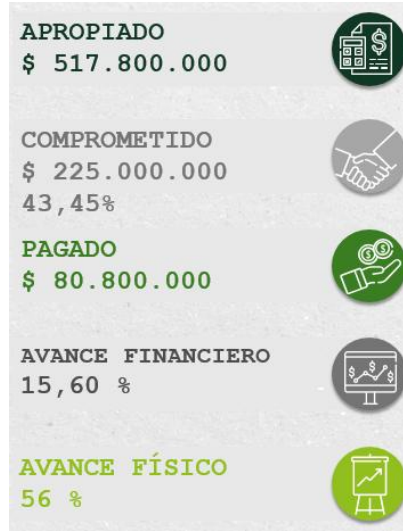 APROPIADO
$ 517.800.000
COMPROMETIDO
$ 225.000.000
43,45%
PAGADO
$ 80.800.000
AVANCE FINANCIERO
15,60 %
AVANCE FÍSICO
56 %